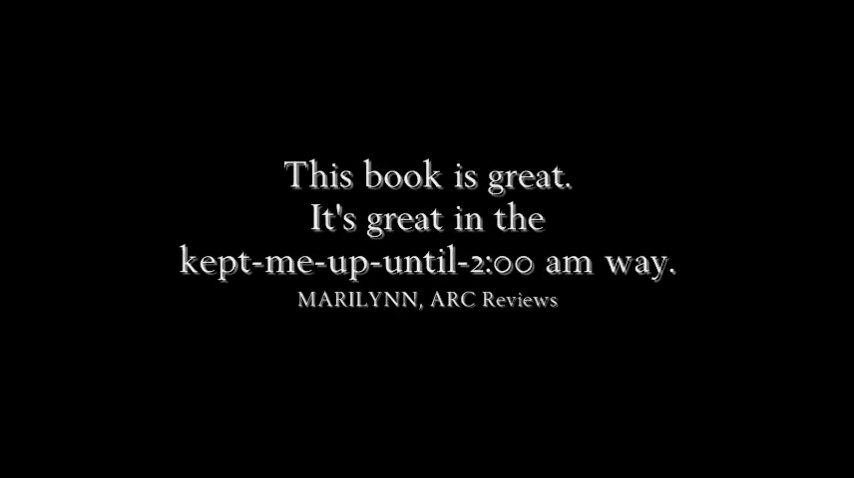 This book is great.
It's great in the
kept-me-up-until-2:00 am way.
MARILYNN, ARC Reviews